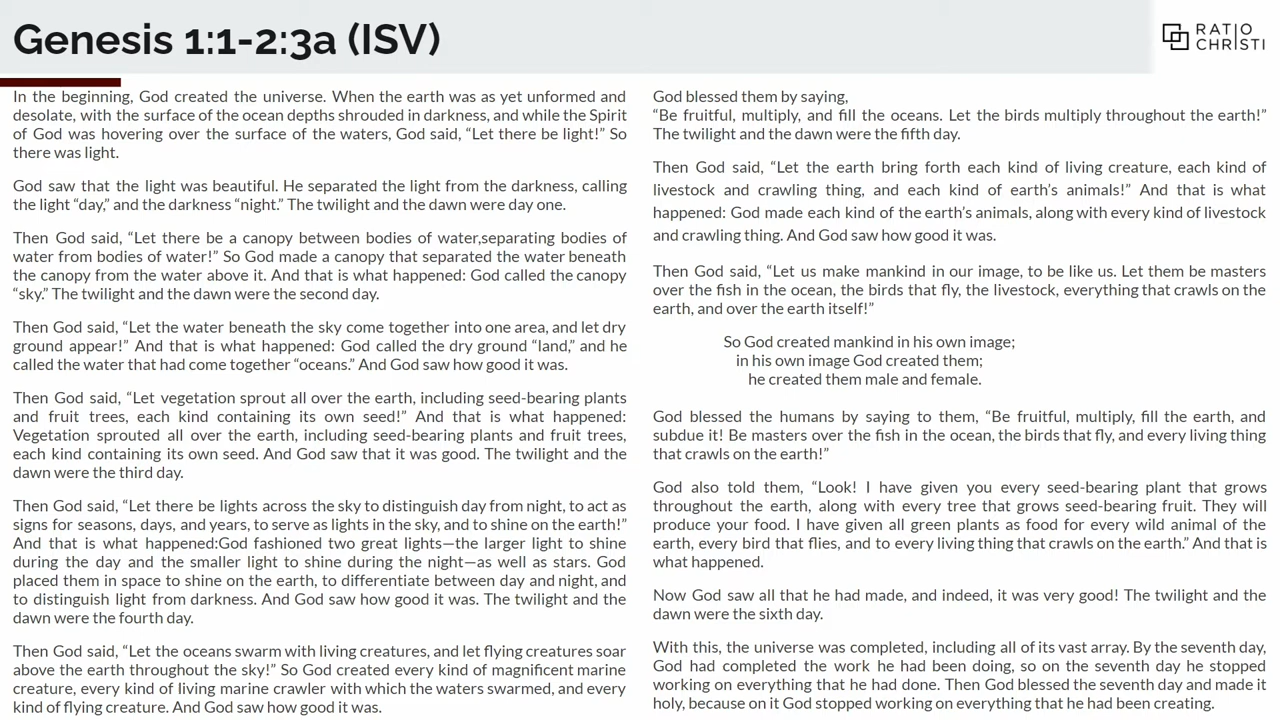 Genesis 1:1-2:3a (ISV)
RATIO
CHRISTI
In the beginning, God created the universe. When the earth was as yet unformed and
desolate, with the surface of the ocean depths shrouded in darkness, and while the Spirit
of God was hovering over the surface of the waters, God said, “Let there be light!” So
there was light.
God saw that the light was beautiful. He separated the light from the darkness, calling
the light “day,” and the darkness “night.” The twilight and the dawn were day one.
Then God said, “Let there be a canopy between bodies of water,separating bodies of
water from bodies of water!” So God made a canopy that separated the water beneath
the canopy from the water above it. And that is what happened: God called the canopy
“sky.” The twilight and the dawn were the second day.
Then God said, “Let the water beneath the sky come together into one area, and let dry
ground appear!” And that is what happened: God called the dry ground “land,” and he
called the water that had come together “oceans.” And God saw how good it was.
Then God said, “Let vegetation sprout all over the earth, including seed-bearing plants
and fruit trees, each kind containing its own seed!” And that is what happened:
Vegetation sprouted all over the earth, including seed-bearing plants and fruit trees,
each kind containing its own seed. And God saw that it was good. The twilight and the
dawn were the third day.
Then God said, “Let there be lights across the sky to distinguish day from night, to act as
signs for seasons, days, and years, to serve as lights in the sky, and to shine on the earth!”
And that is what happened:God fashioned two great lights—the larger light to shine
during the day and the smaller light to shine during the night—as well as stars. God
placed them in space to shine on the earth, to differentiate between day and night, and
to distinguish light from darkness. And God saw how good it was. The twilight and the
dawn were the fourth day.
Then God said, “Let the oceans swarm with living creatures, and let flying creatures soar
above the earth throughout the sky!” So God created every kind of magnificent marine
creature, every kind of living marine crawler with which the waters swarmed, and every
kind of flying creature. And God saw how good it was.
God blessed them by saying,
“Be fruitful, multiply, and fill the oceans. Let the birds multiply throughout the earth!”
The twilight and the dawn were the fifth day.
Then God said, “Let the earth bring forth each kind of living creature, each kind of
livestock and crawling thing, and each kind of earth’s animals!” And that is what
happened: God made each kind of the earth’s animals, along with every kind of livestock
and crawling thing. And God saw how good it was.
Then God said, “Let us make mankind in our image, to be like us. Let them be masters
over the fish in the ocean, the birds that fly, the livestock, everything that crawls on the
earth, and over the earth itself!”
So God created mankind in his own image;
in his own image God created them;
he created them male and female.
God blessed the humans by saying to them, “Be fruitful, multiply, fill the earth, and
subdue it! Be masters over the fish in the ocean, the birds that fly, and every living thing
that crawls on the earth!”
God also told them, “Look! I have given you every seed-bearing plant that grows
throughout the earth, along with every tree that grows seed-bearing fruit. They will
produce your food. I have given all green plants as food for every wild animal of the
earth, every bird that flies, and to every living thing that crawls on the earth.” And that is
what happened.
Now God saw all that he had made, and indeed, it was very good! The twilight and the
dawn were the sixth day.
With this, the universe was completed, including all of its vast array. By the seventh day,
God had completed the work he had been doing, so on the seventh day he stopped
working on everything that he had done. Then God blessed the seventh day and made it
holy, because on it God stopped working on everything that he had been creating.